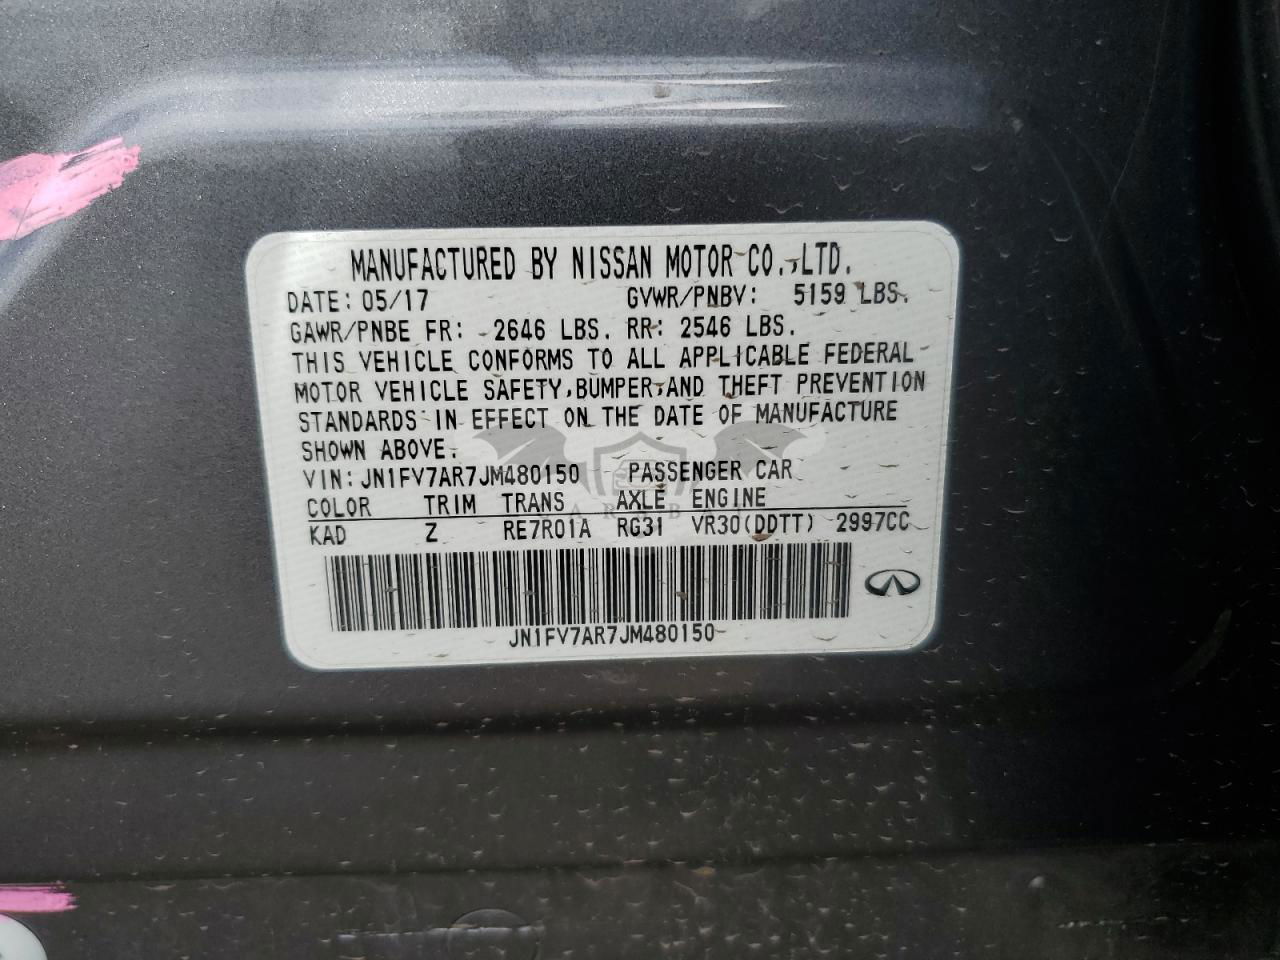 MANUFACTURED BY NISSAN MOTOR CO.,LTD.
DATE: 05/17 GVWR/PNBV: 5159 LBS.
GAWR/PNBE FR: 2646 LBS. RR: 2546 LBS.
THIS VEHICLE CONFORMS TO ALL APPLICABLE FEDERAL
MOTOR VEHICLE SAFETY,BUMPER,AND THEFT PREVENTION
STANDARDS IN EFFECT ON THE DATE OF MANUFACTURE
SHOWN ABOVE.
VIN: JN1FV7AR7JM480150 PASSENGER CAR
COLOR TRIM TRANS AXLE ENGINE
KAD Z RE7R01A RG31 VR30(DDTT) 2997CC
JN1FV7AR7JM480150